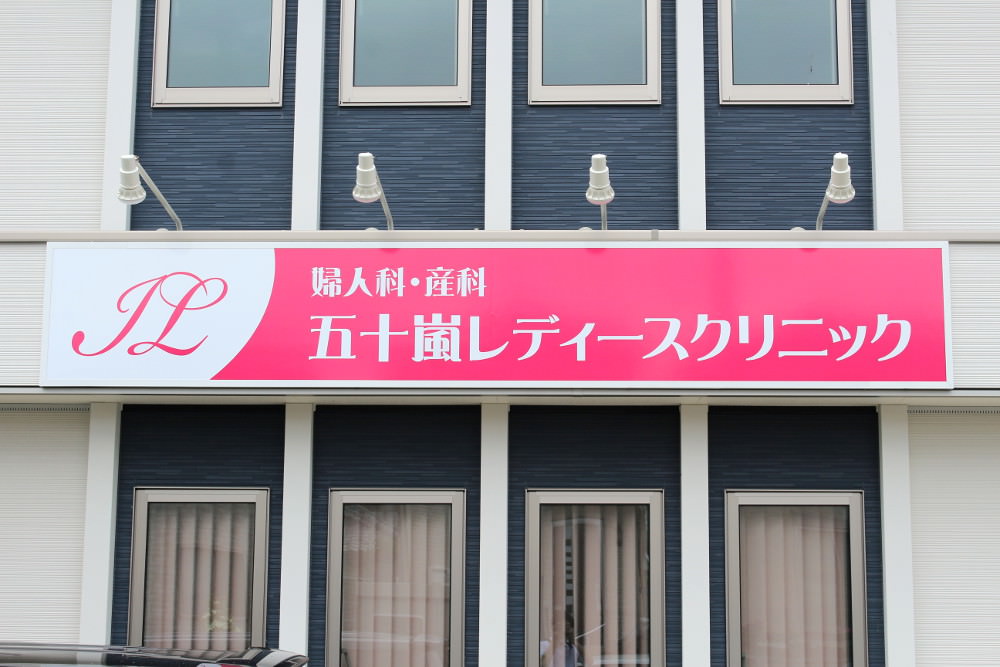 IL
婦人科・産科
五十嵐レディースクリニック